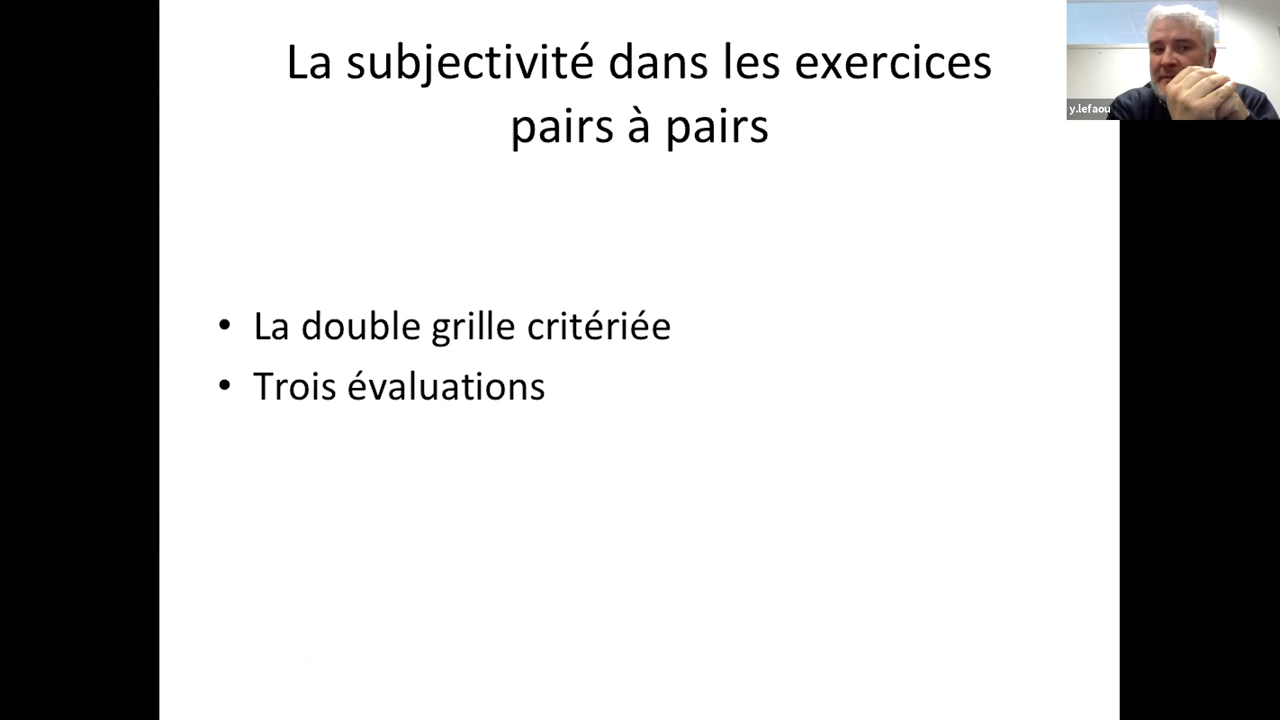 La subjectivité dans les exercices
pairs à pairs
y.lefaou
• La double grille critériée
• Trois évaluations